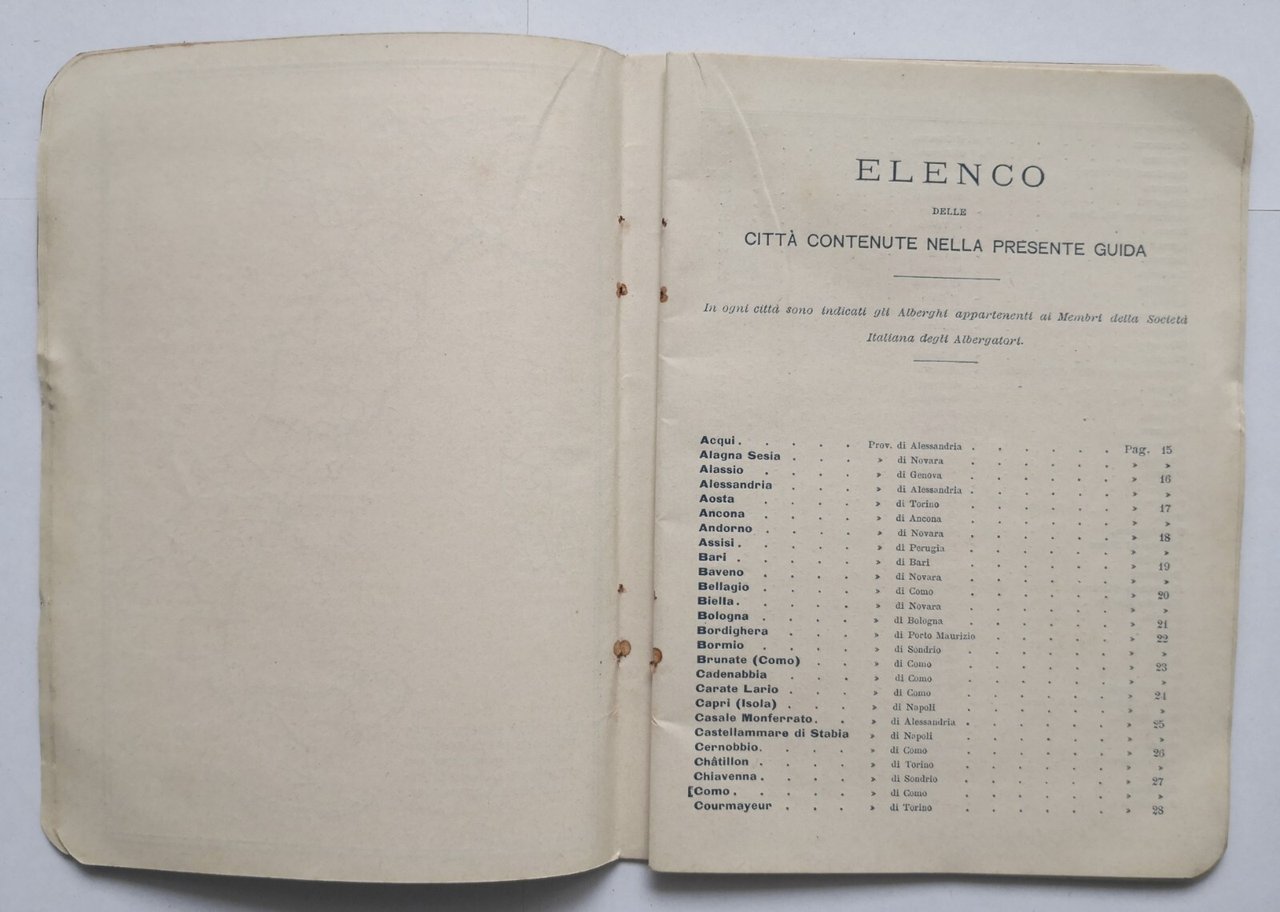 ELENCO
DELLE
CITTÀ CONTENUTE NELLA PRESENTE GUIDA
In ogni città sono indicati gli Alberghi appartenenti ai Membri della Società
Italiana degli Albergatori.
Acqui . . . . . Prov. di Alessandria . . . . . . Pag. 15
Alagna Sesia . . . » di Novara . . . . . . » »
Alassio . . . . » di Genova . . . . . . » 16
Alessandria . . . » di Alessandria . . . . . . » »
Aosta . . . . » di Torino . . . . . . » 17
Ancona . . . . » di Ancona . . . . . . » »
Andorno . . . . » di Novara . . . . . . » 18
Assisi . . . . . » di Perugia . . . . . . » »
Bari . . . . . » di Bari . . . . . . » 19
Baveno . . . . » di Novara . . . . . . » »
Bellagio . . . . » di Como . . . . . . » 20
Biella . . . . . » di Novara . . . . . . » »
Bologna . . . . » di Bologna . . . . . . » 21
Bordighera . . . » di Porto Maurizio . . . . . » 22
Bormio . . . . » di Sondrio . . . . . . » »
Brunate (Como) . . » di Como . . . . . . » 23
Cadenabbia . . . » di Como . . . . . . » »
Carate Lario . . . » di Como . . . . . . » 24
Capri (Isola) . . . » di Napoli . . . . . . » »
Casale Monferrato . . » di Alessandria . . . . . . » 25
Castellammare di Stabia » di Napoli . . . . . . » »
Cernobbio . . . . » di Como . . . . . . » 26
Châtillon . . . . » di Torino . . . . . . » »
Chiavenna . . . . » di Sondrio . . . . . . » 27
[Como . . . . . » di Como . . . . . . » »
Courmayeur . . . » di Torino . . . . . . » 28